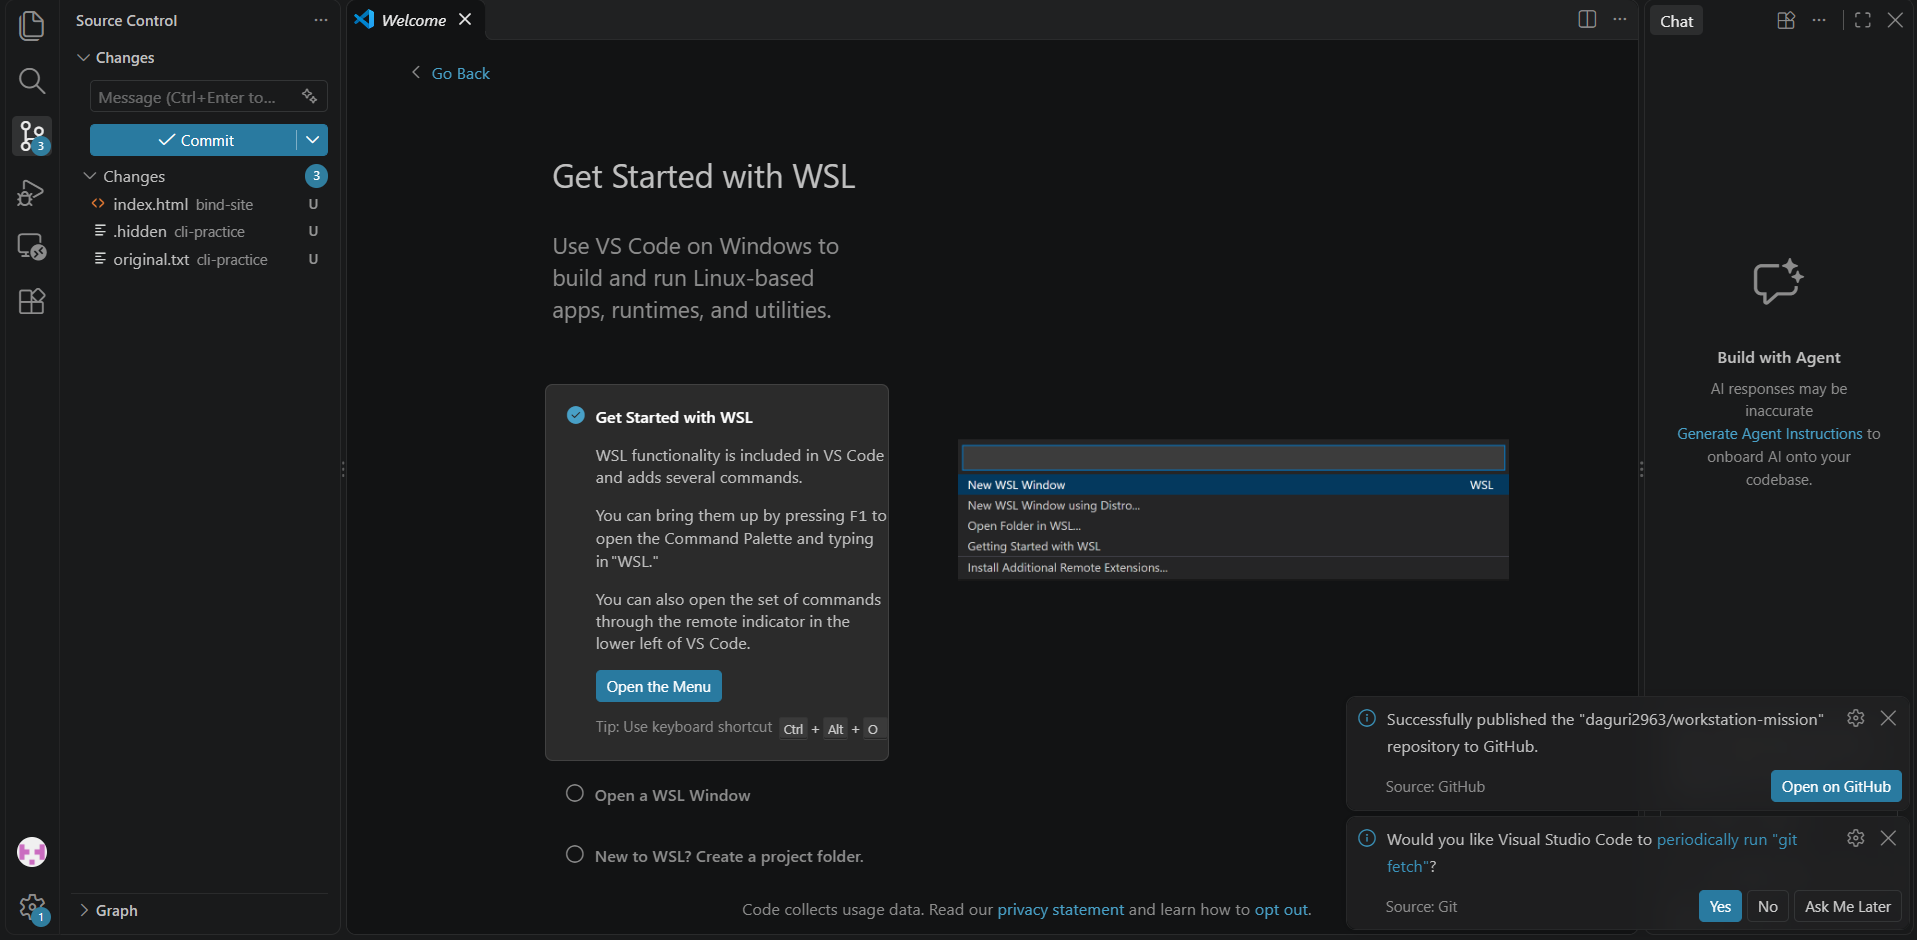 Source Control
Changes
Message (Ctrl+Enter to...
Commit
Changes
3
index.html bind-site U
.hidden cli-practice U
original.txt cli-practice U
3
1
Graph
Welcome
Go Back
Get Started with WSL
Use VS Code on Windows to
build and run Linux-based
apps, runtimes, and utilities.
Get Started with WSL
WSL functionality is included in VS Code
and adds several commands.
You can bring them up by pressing F1 to
open the Command Palette and typing
in "WSL."
You can also open the set of commands
through the remote indicator in the
lower left of VS Code.
Open the Menu
Tip: Use keyboard shortcut Ctrl + Alt + O
Open a WSL Window
New to WSL? Create a project folder.
New WSL Window WSL
New WSL Window using Distro...
Open Folder in WSL...
Getting Started with WSL
Install Additional Remote Extensions...
Code collects usage data. Read our privacy statement and learn how to opt out.
Chat
Build with Agent
AI responses may be
inaccurate
Generate Agent Instructions to
onboard AI onto your
codebase.
Successfully published the "daguri2963/workstation-mission"
repository to GitHub.
Source: GitHub
Open on GitHub
Would you like Visual Studio Code to periodically run "git
fetch"?
Source: Git
Yes
No
Ask Me Later